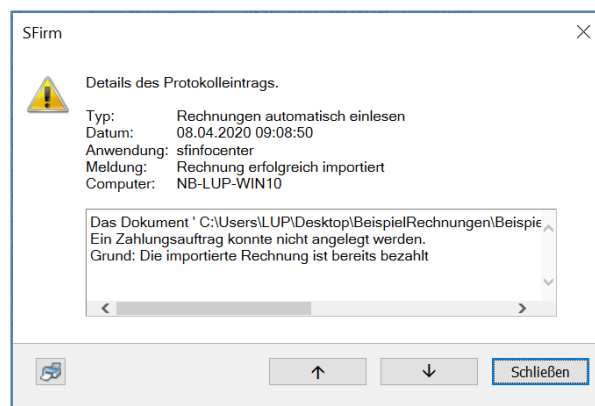 SFirm
Details des Protokolleintrags.
Typ: Rechnungen automatisch einlesen
Datum: 08.04.2020 09:08:50
Anwendung: sfinfocenter
Meldung: Rechnung erfolgreich importiert
Computer: NB-LUP-WIN10
Das Dokument ' C:\Users\LUP\Desktop\BeispielRechnungen\Beispie
Ein Zahlungsauftrag konnte nicht angelegt werden.
Grund: Die importierte Rechnung ist bereits bezahlt
Schließen